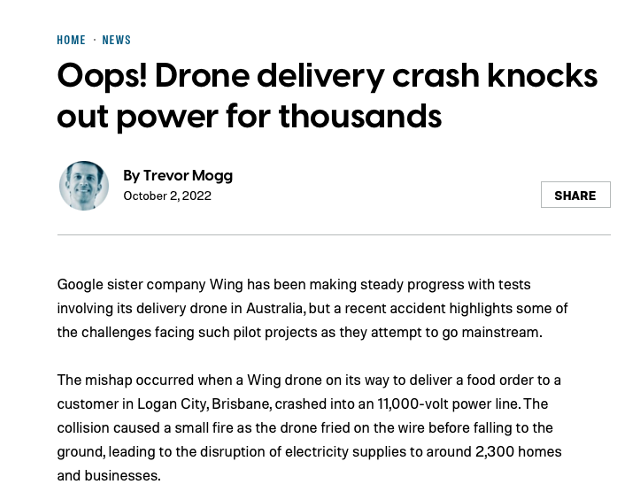 HOME · NEWS
Oops! Drone delivery crash knocks
out power for thousands
By Trevor Mogg
October 2, 2022
SHARE
Google sister company Wing has been making steady progress with tests
involving its delivery drone in Australia, but a recent accident highlights some of
the challenges facing such pilot projects as they attempt to go mainstream.
The mishap occurred when a Wing drone on its way to deliver a food order to a
customer in Logan City, Brisbane, crashed into an 11,000-volt power line. The
collision caused a small fire as the drone fried on the wire before falling to the
ground, leading to the disruption of electricity supplies to around 2,300 homes
and businesses.